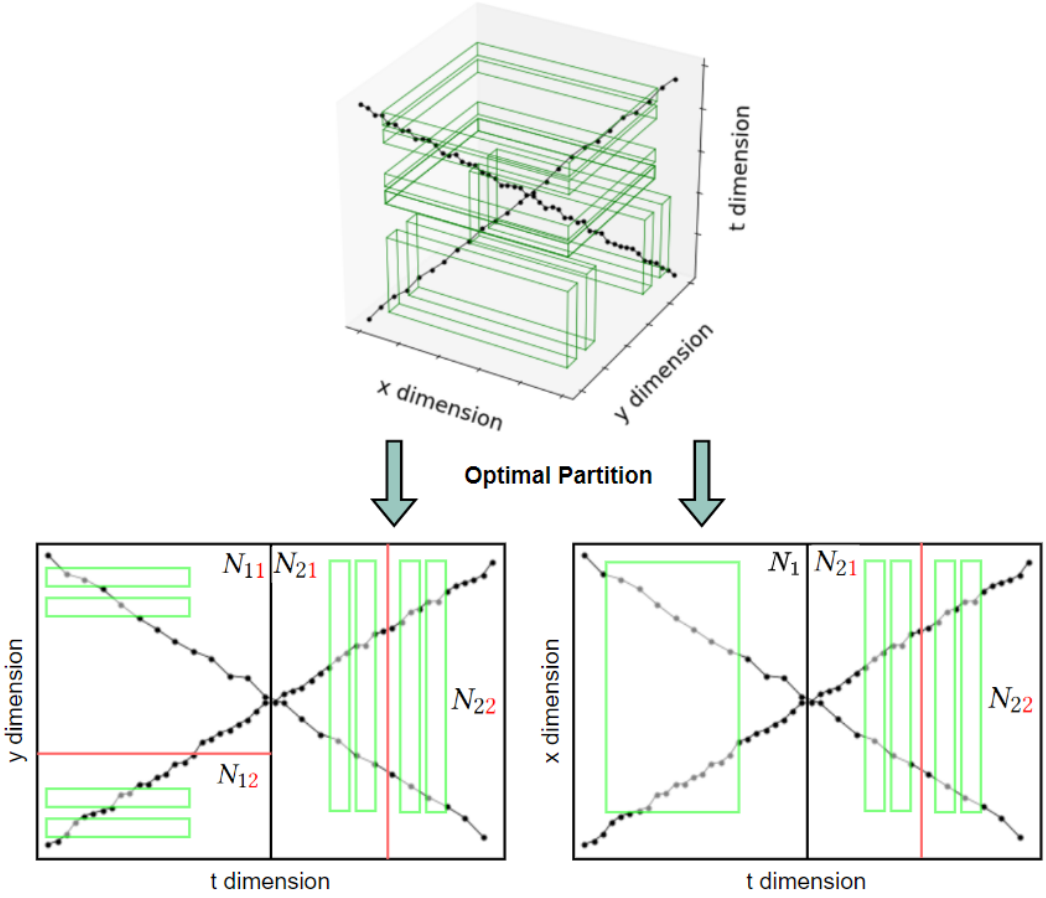 t dimension
x dimension
y dimension
Optimal Partition
N11 N21
N22
N12
y dimension
t dimension
N1 N21
N22
x dimension
t dimension